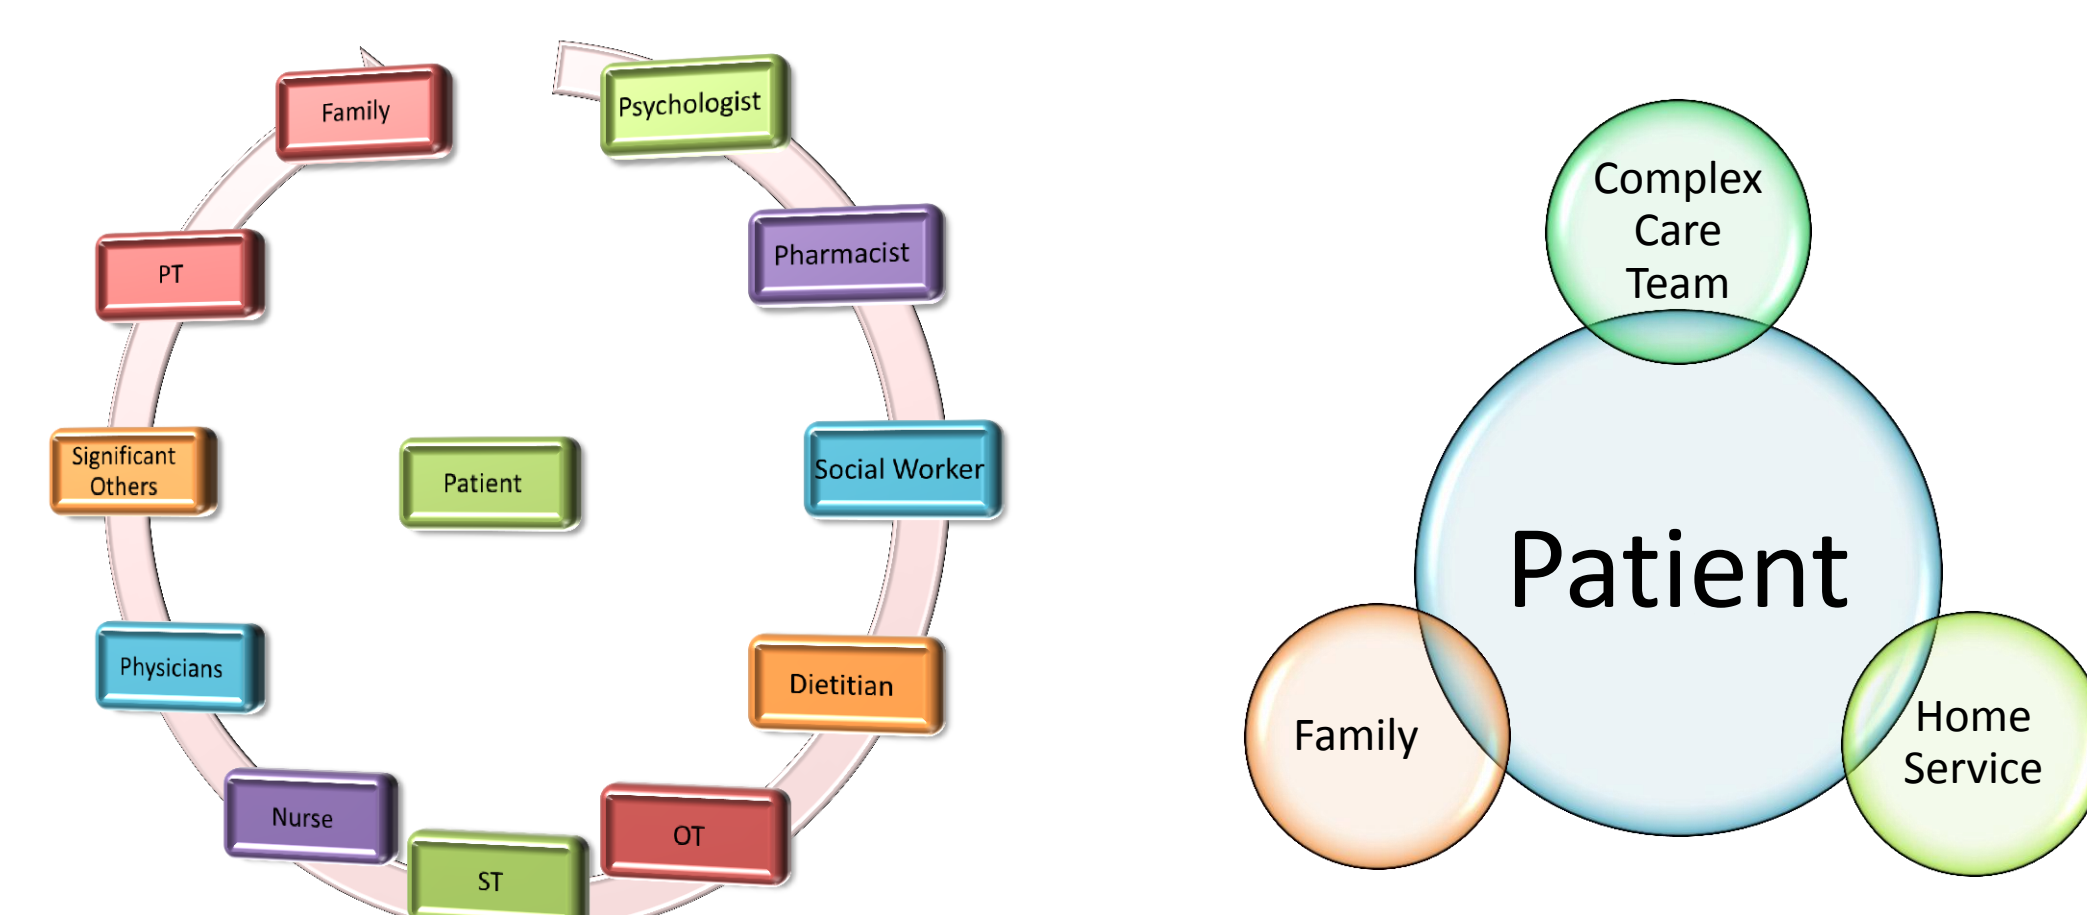 Family
Psychologist
PT
Pharmacist
Significant
Others
Patient
Social Worker
Physicians
Dietitian
Nurse
OT
ST
Complex
Care
Team
Patient
Family
Home
Service